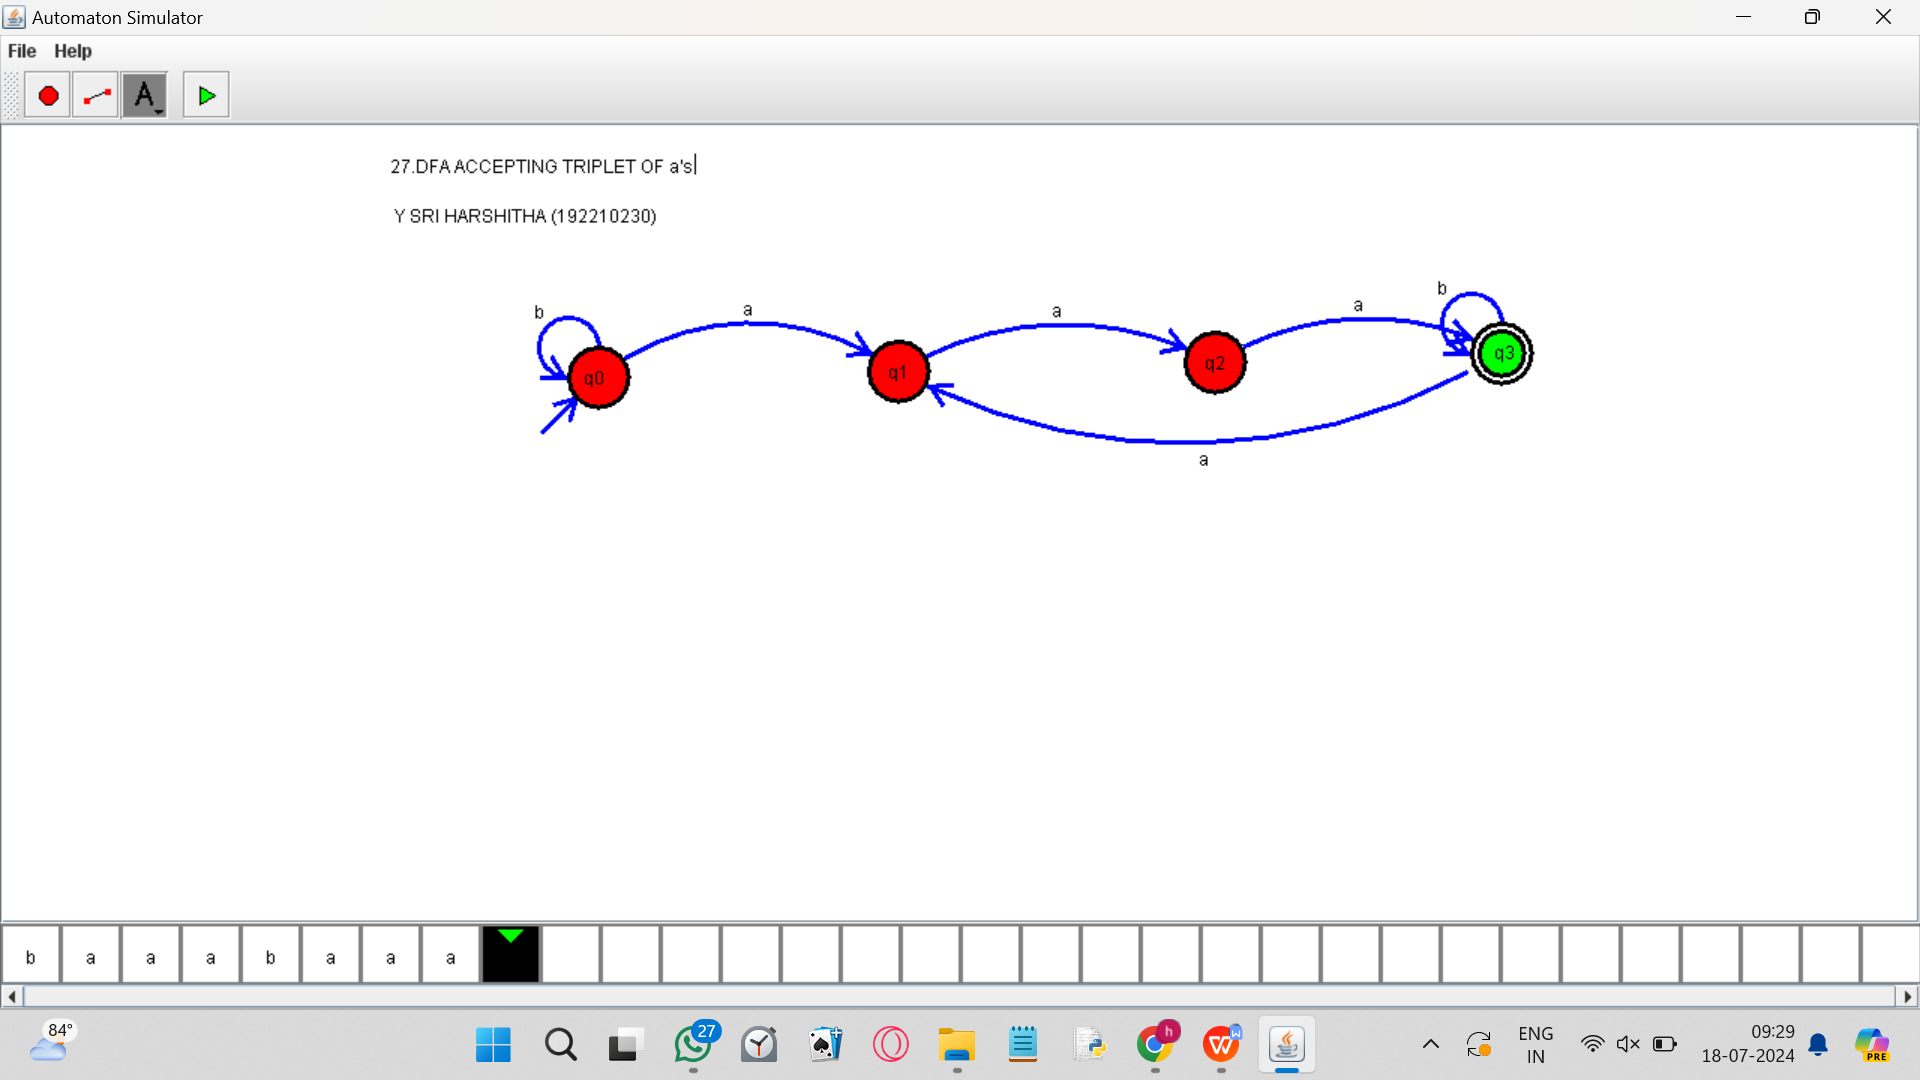 Automaton Simulator
File Help
A
27.DFA ACCEPTING TRIPLET OF a's
Y SRI HARSHITHA (192210230)
b a a a b
q0 q1 q2 q3
a
b a a a b a a a
84° 27 h W W ENG 09:29
IN 18-07-2024 PRE